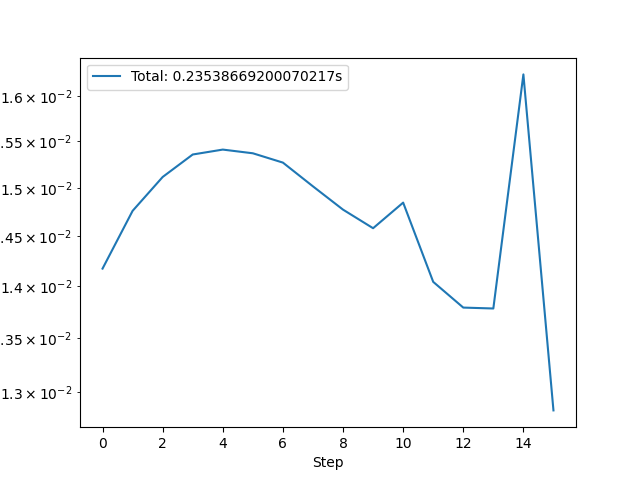 Total: 0.23538669200070217s
1.6 × 10⁻²
.55 × 10⁻²
1.5 × 10⁻²
.45 × 10⁻²
1.4 × 10⁻²
.35 × 10⁻²
1.3 × 10⁻²
0 2 4 6 8 10 12 14
Step